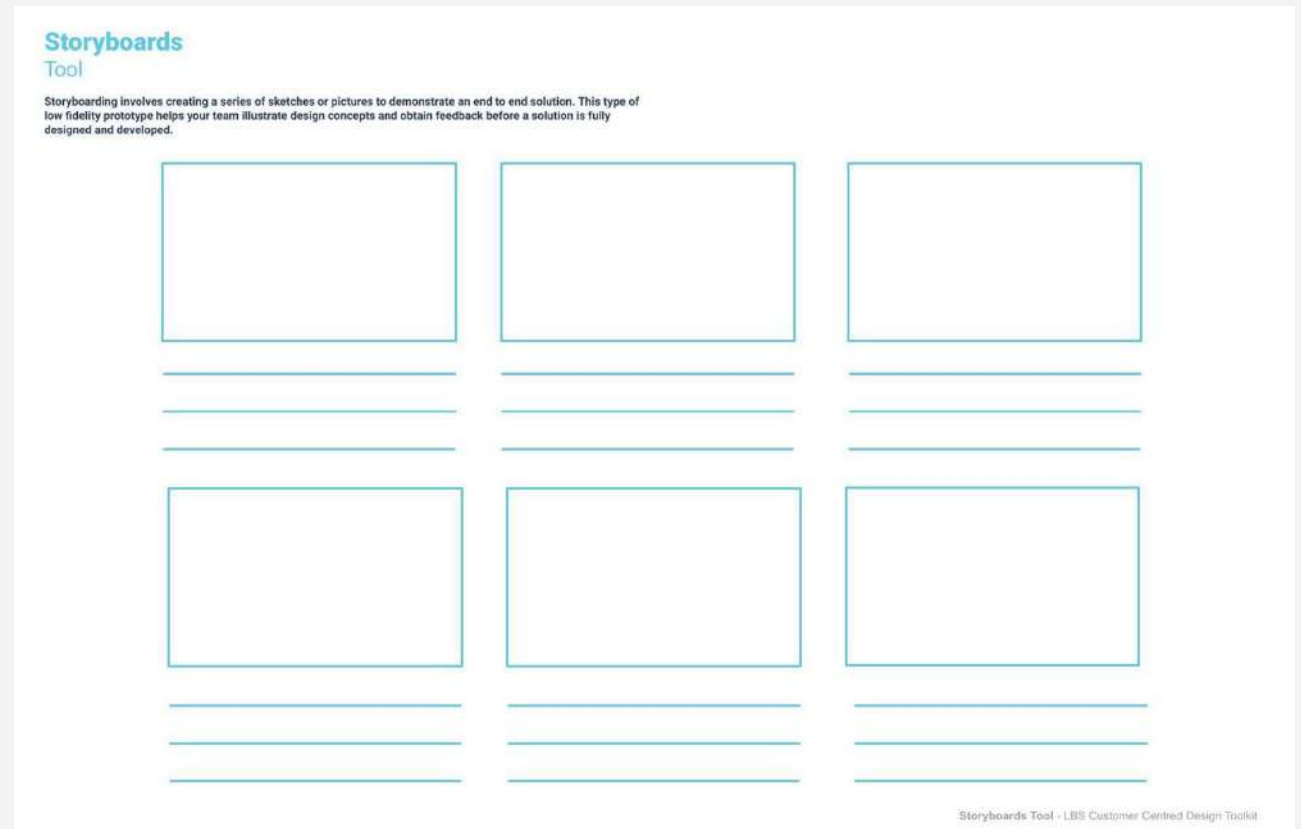 Storyboards
Tool
Storyboarding involves creating a series of sketches or pictures to demonstrate an end to end solution. This type of
low fidelity prototype helps your team illustrate design concepts and obtain feedback before a solution is fully
designed and developed.
Storyboards Tool - LBS Customer Centred Design Toolkit